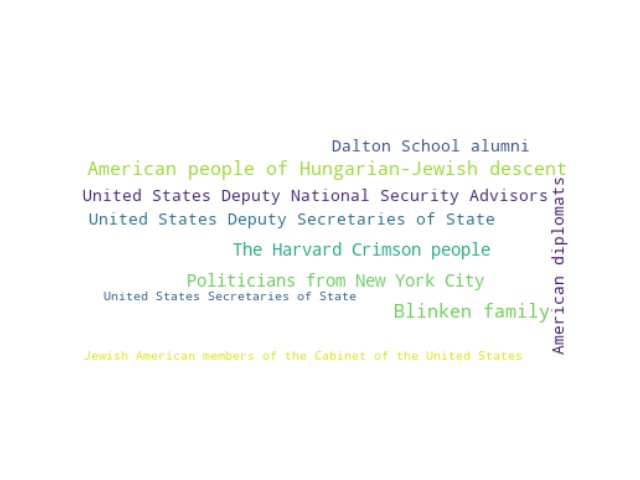 Dalton School alumni
American people of Hungarian-Jewish descent
United States Deputy National Security Advisors
United States Deputy Secretaries of State
The Harvard Crimson people
Politicians from New York City
United States Secretaries of State
Blinken family
Jewish American members of the Cabinet of the United States
American diplomats